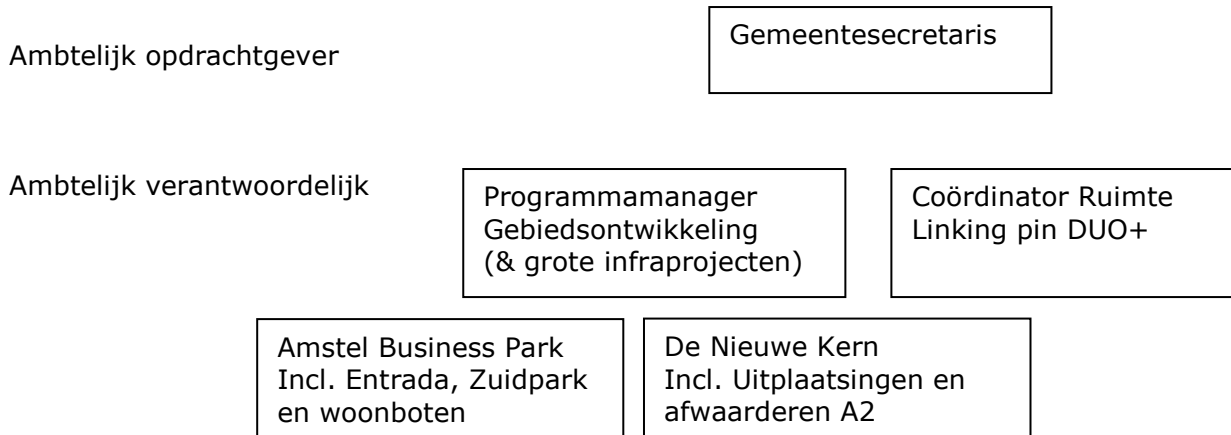 Ambtelijk opdrachtgever
Gemeentesecretaris
Ambtelijk verantwoordelijk
Programmamanager
Gebiedsontwikkeling
(& grote infraprojecten)
Coördinator Ruimte
Linking pin DUO+
Amstel Business Park
Incl. Entrada, Zuidpark
en woonboten
De Nieuwe Kern
Incl. Uitplaatsingen en
afwaarderen A2